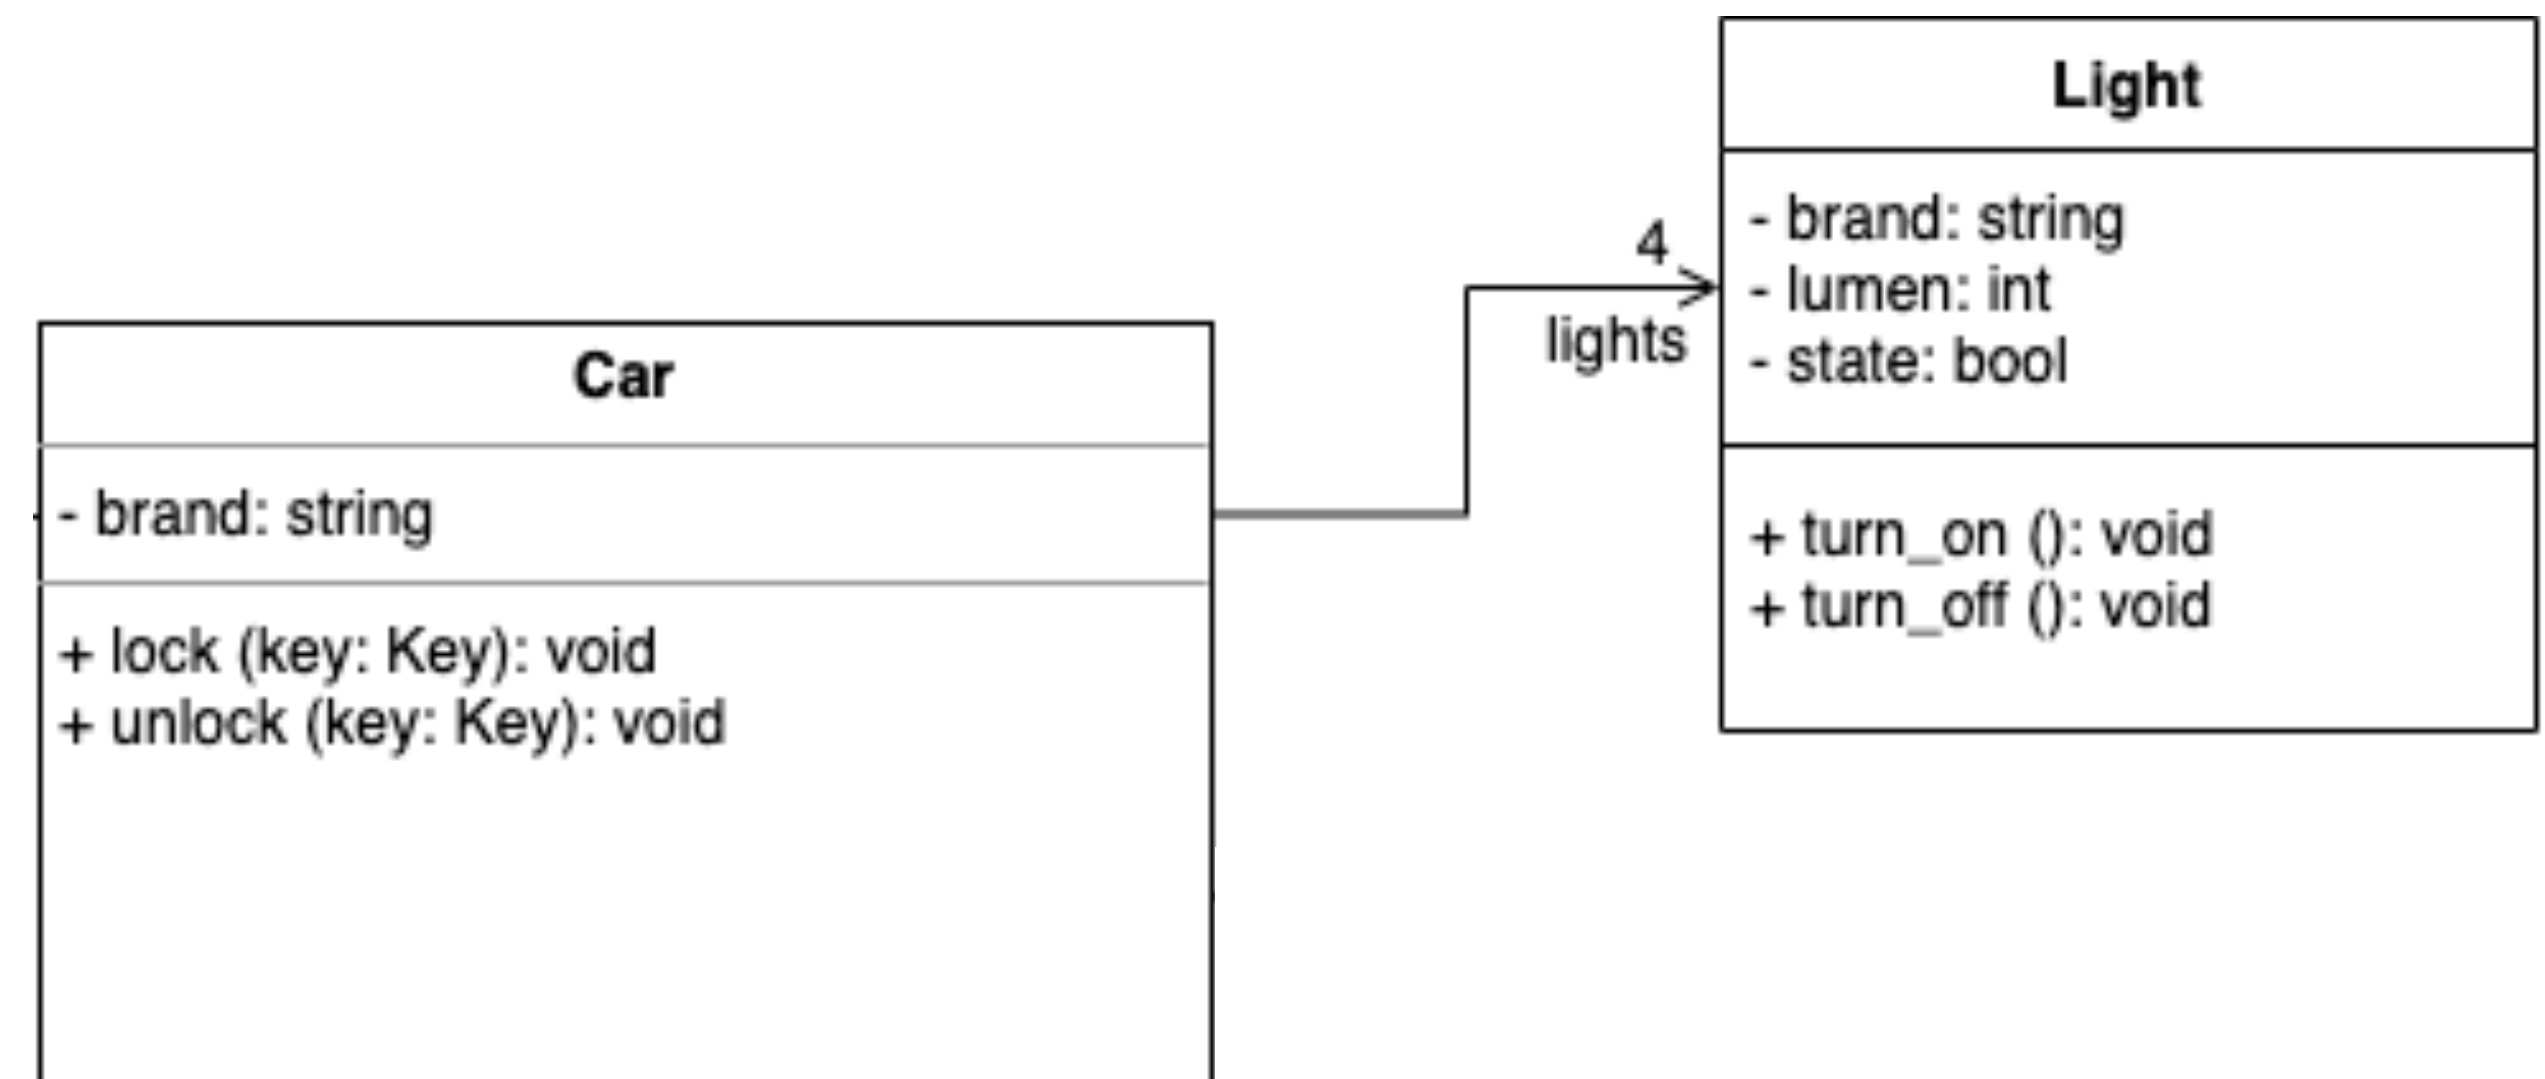 Light
- brand: string
- lumen: int
- state: bool
+ turn_on (): void
+ turn_off (): void
4
lights
Car
- brand: string
+ lock (key: Key): void
+ unlock (key: Key): void